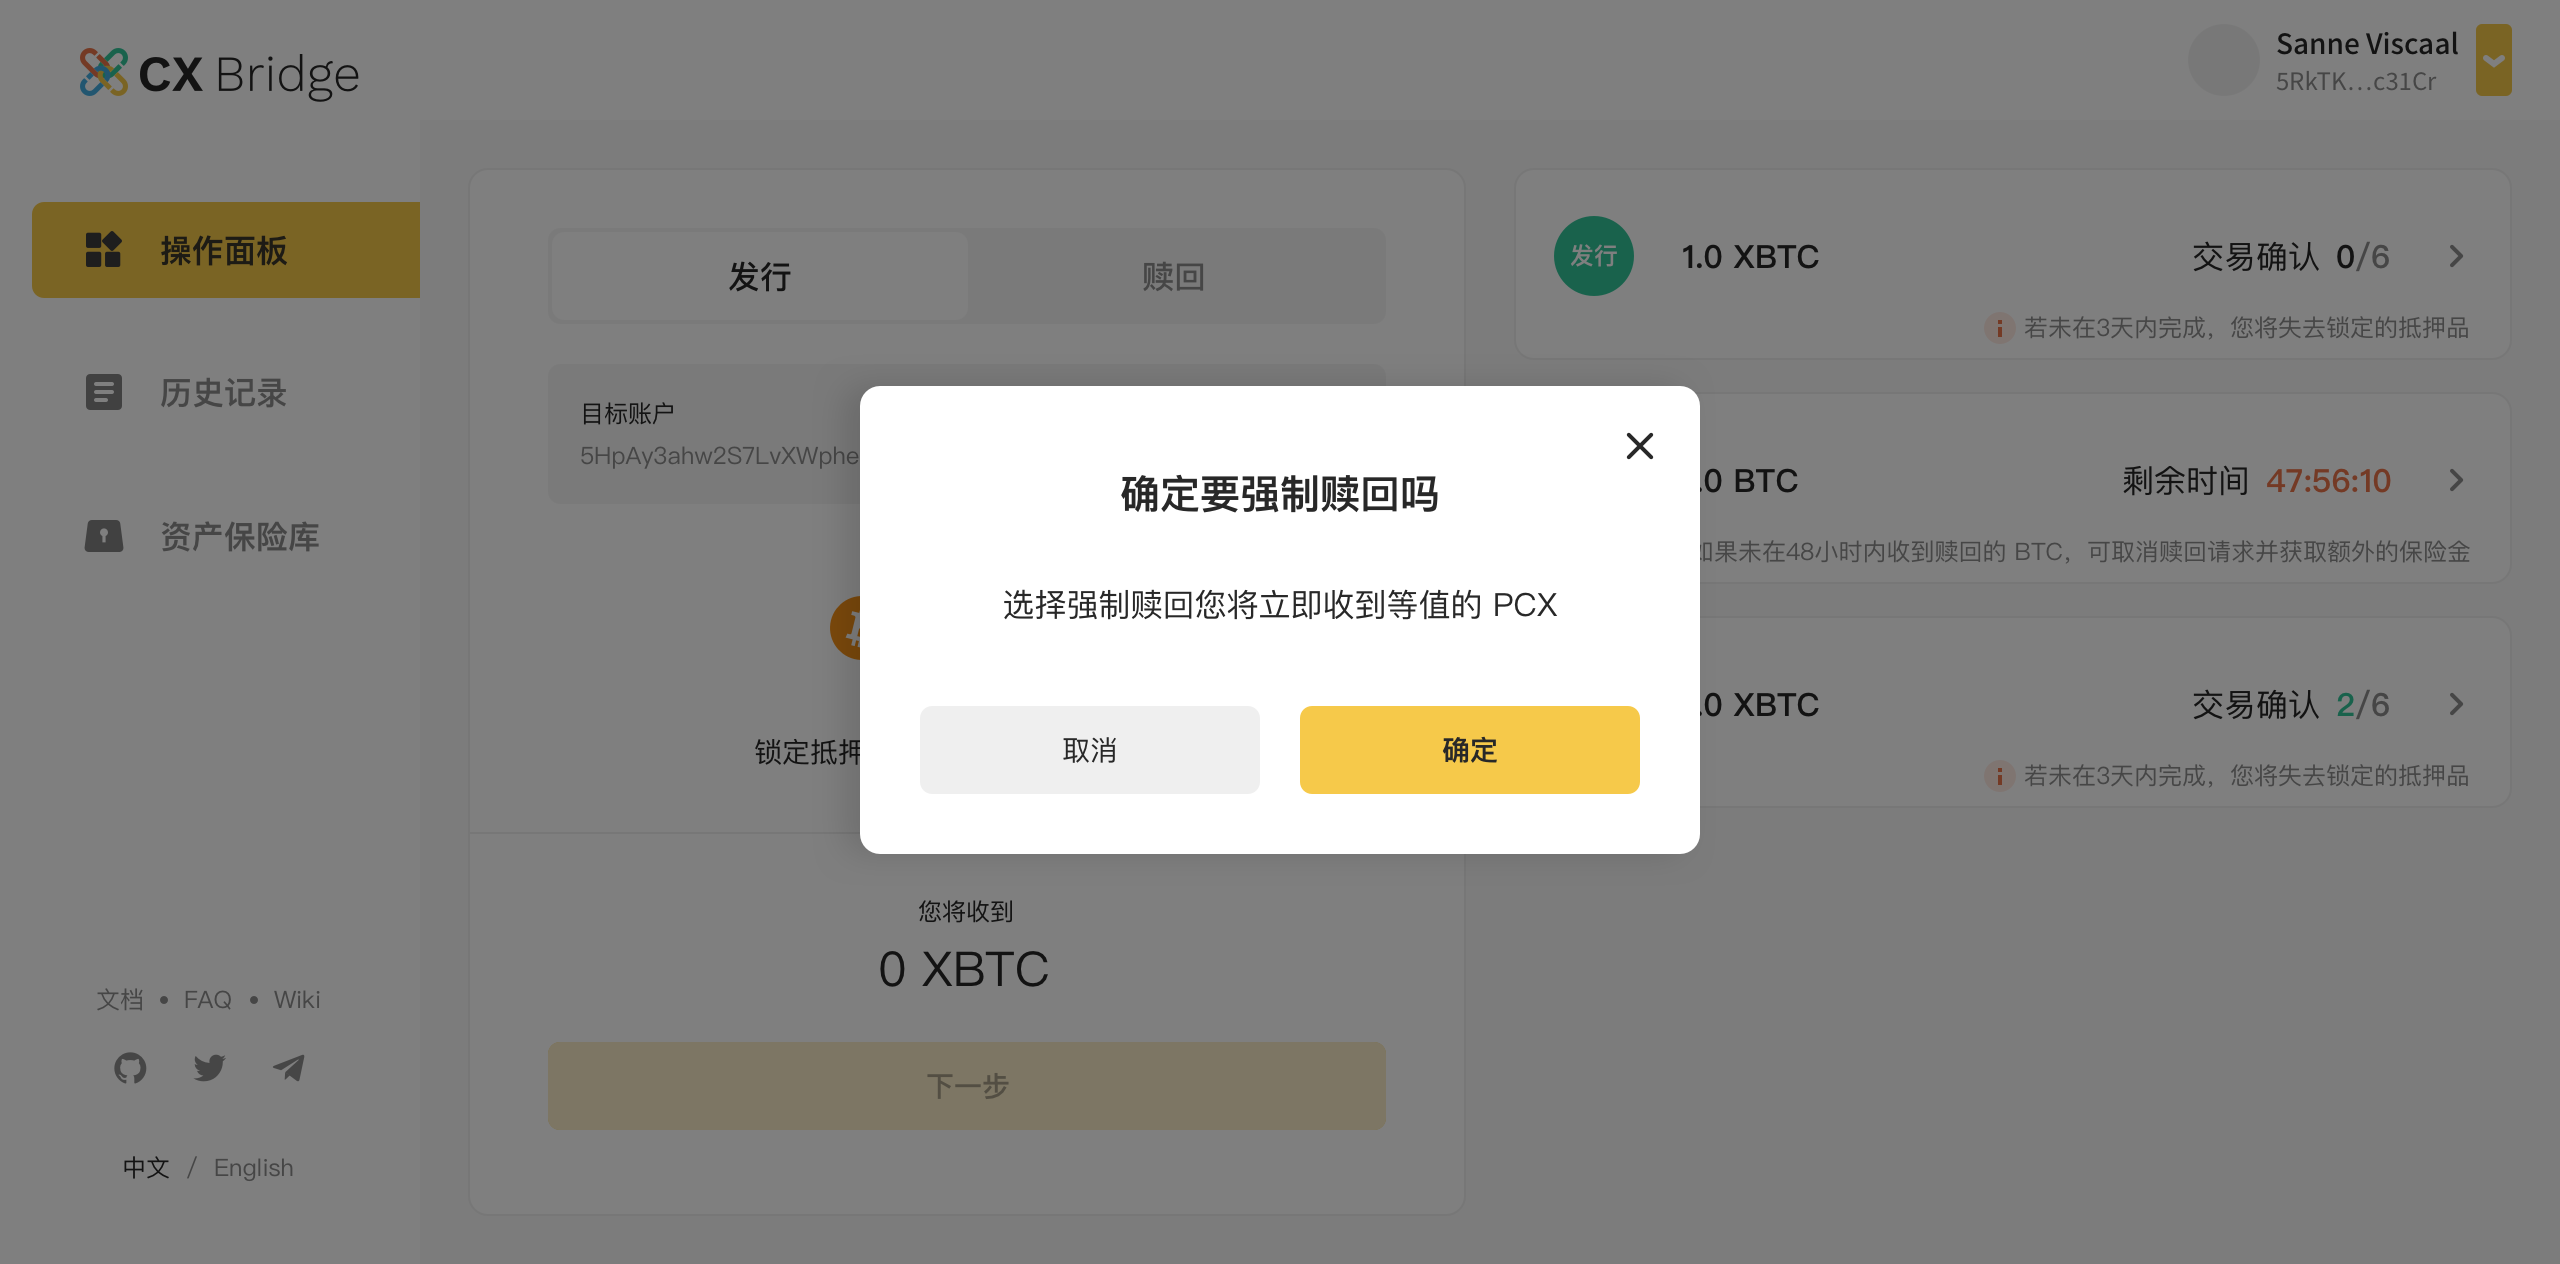 CX Bridge
Sanne Viscaal
5RkTK...c31Cr
操作面板
历史记录
资产保险库
文档 • FAQ • Wiki
中文 / English
发行 赎回
目标账户
5HpAy3ahw2S7LvXWphe
锁定抵押
您将收到
0 XBTC
下一步
发行 1.0 XBTC 交易确认 0/6
若未在3天内完成，您将失去锁定的抵押品
.0 BTC 剩余时间 47:56:10
如果未在48小时内收到赎回的 BTC，可取消赎回请求并获取额外的保险金
.0 XBTC 交易确认 2/6
若未在3天内完成，您将失去锁定的抵押品
确定要强制赎回吗
选择强制赎回您将立即收到等值的 PCX
取消 确定